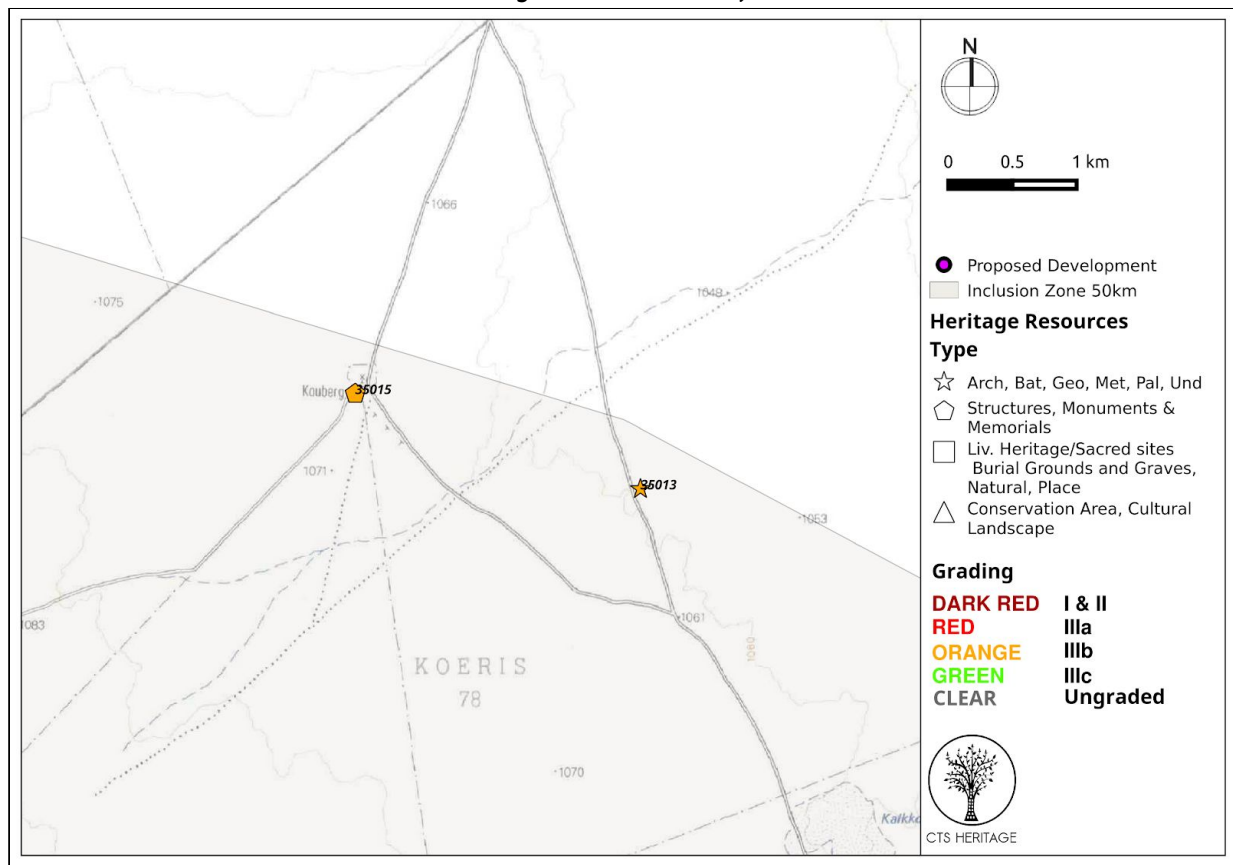 1066
1075
1048
Kouberg
35015
1071
35013
1053
1083
1061
1060
KOERIS
78
1070
N
0 0.5 1 km
Proposed Development
Inclusion Zone 50km
Heritage Resources
Type
Arch, Bat, Geo, Met, Pal, Und
Structures, Monuments &
Memorials
Liv. Heritage/Sacred sites
Burial Grounds and Graves,
Natural, Place
Conservation Area, Cultural
Landscape
Grading
DARK RED I & II
RED IIIa
ORANGE IIIb
GREEN IIIc
CLEAR Ungraded
CTS HERITAGE